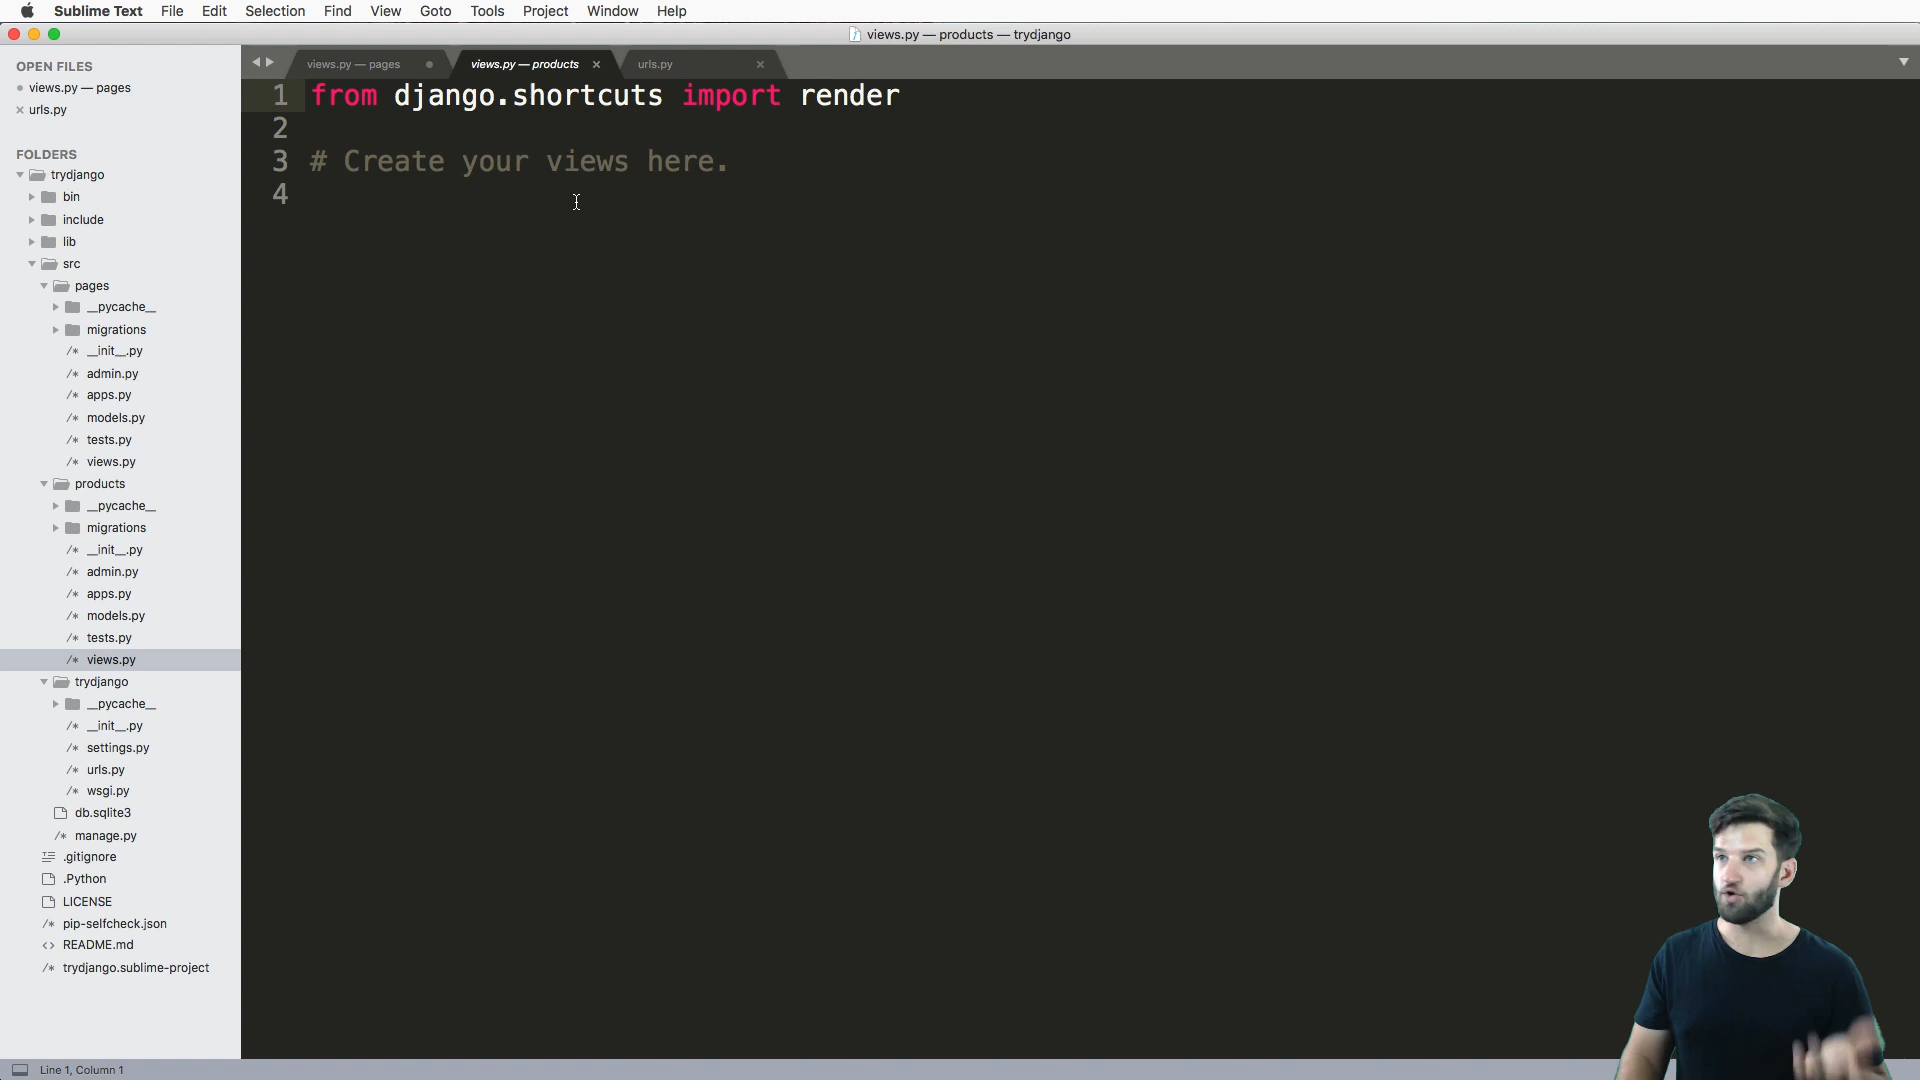 Sublime Text File Edit Selection Find View Goto Tools Project Window Help
views.py — products — trydjango
OPEN FILES
views.py — pages
urls.py
FOLDERS
trydjango
bin
include
lib
src
pages
__pycache__
migrations
/* __init__.py
/* admin.py
/* apps.py
/* models.py
/* tests.py
/* views.py
products
__pycache__
migrations
/* __init__.py
/* admin.py
/* apps.py
/* models.py
/* tests.py
/* views.py
trydjango
__pycache__
/* __init__.py
/* settings.py
/* urls.py
/* wsgi.py
db.sqlite3
/* manage.py
.gitignore
.Python
LICENSE
/* pip-selfcheck.json
<> README.md
/* trydjango.sublime-project
views.py — pages views.py — products urls.py
1 from django.shortcuts import render
2
3 # Create your views here.
4
Line 1, Column 1